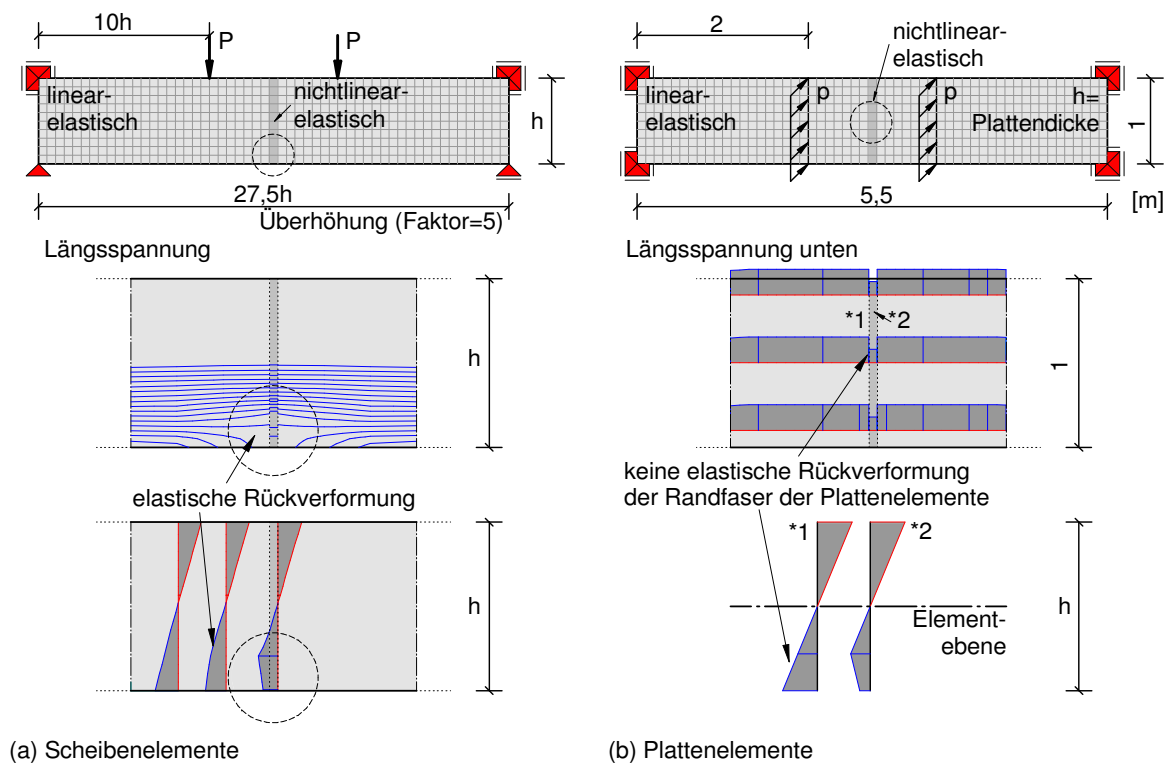 10h
P
P
linear-
elastisch
nichtlinear-
elastisch
h
27,5h
Überhöhung (Faktor=5)
Längsspannung
h
elastische Rückverformung
h
(a) Scheibenelemente
2
nichtlinear-
elastisch
linear-
elastisch
p
p
h=
Plattendicke
1
5,5
[m]
Längsspannung unten
*1
*2
1
keine elastische Rückverformung
der Randfaser der Plattenelemente
*1
*2
Element-
ebene
h
(b) Plattenelemente